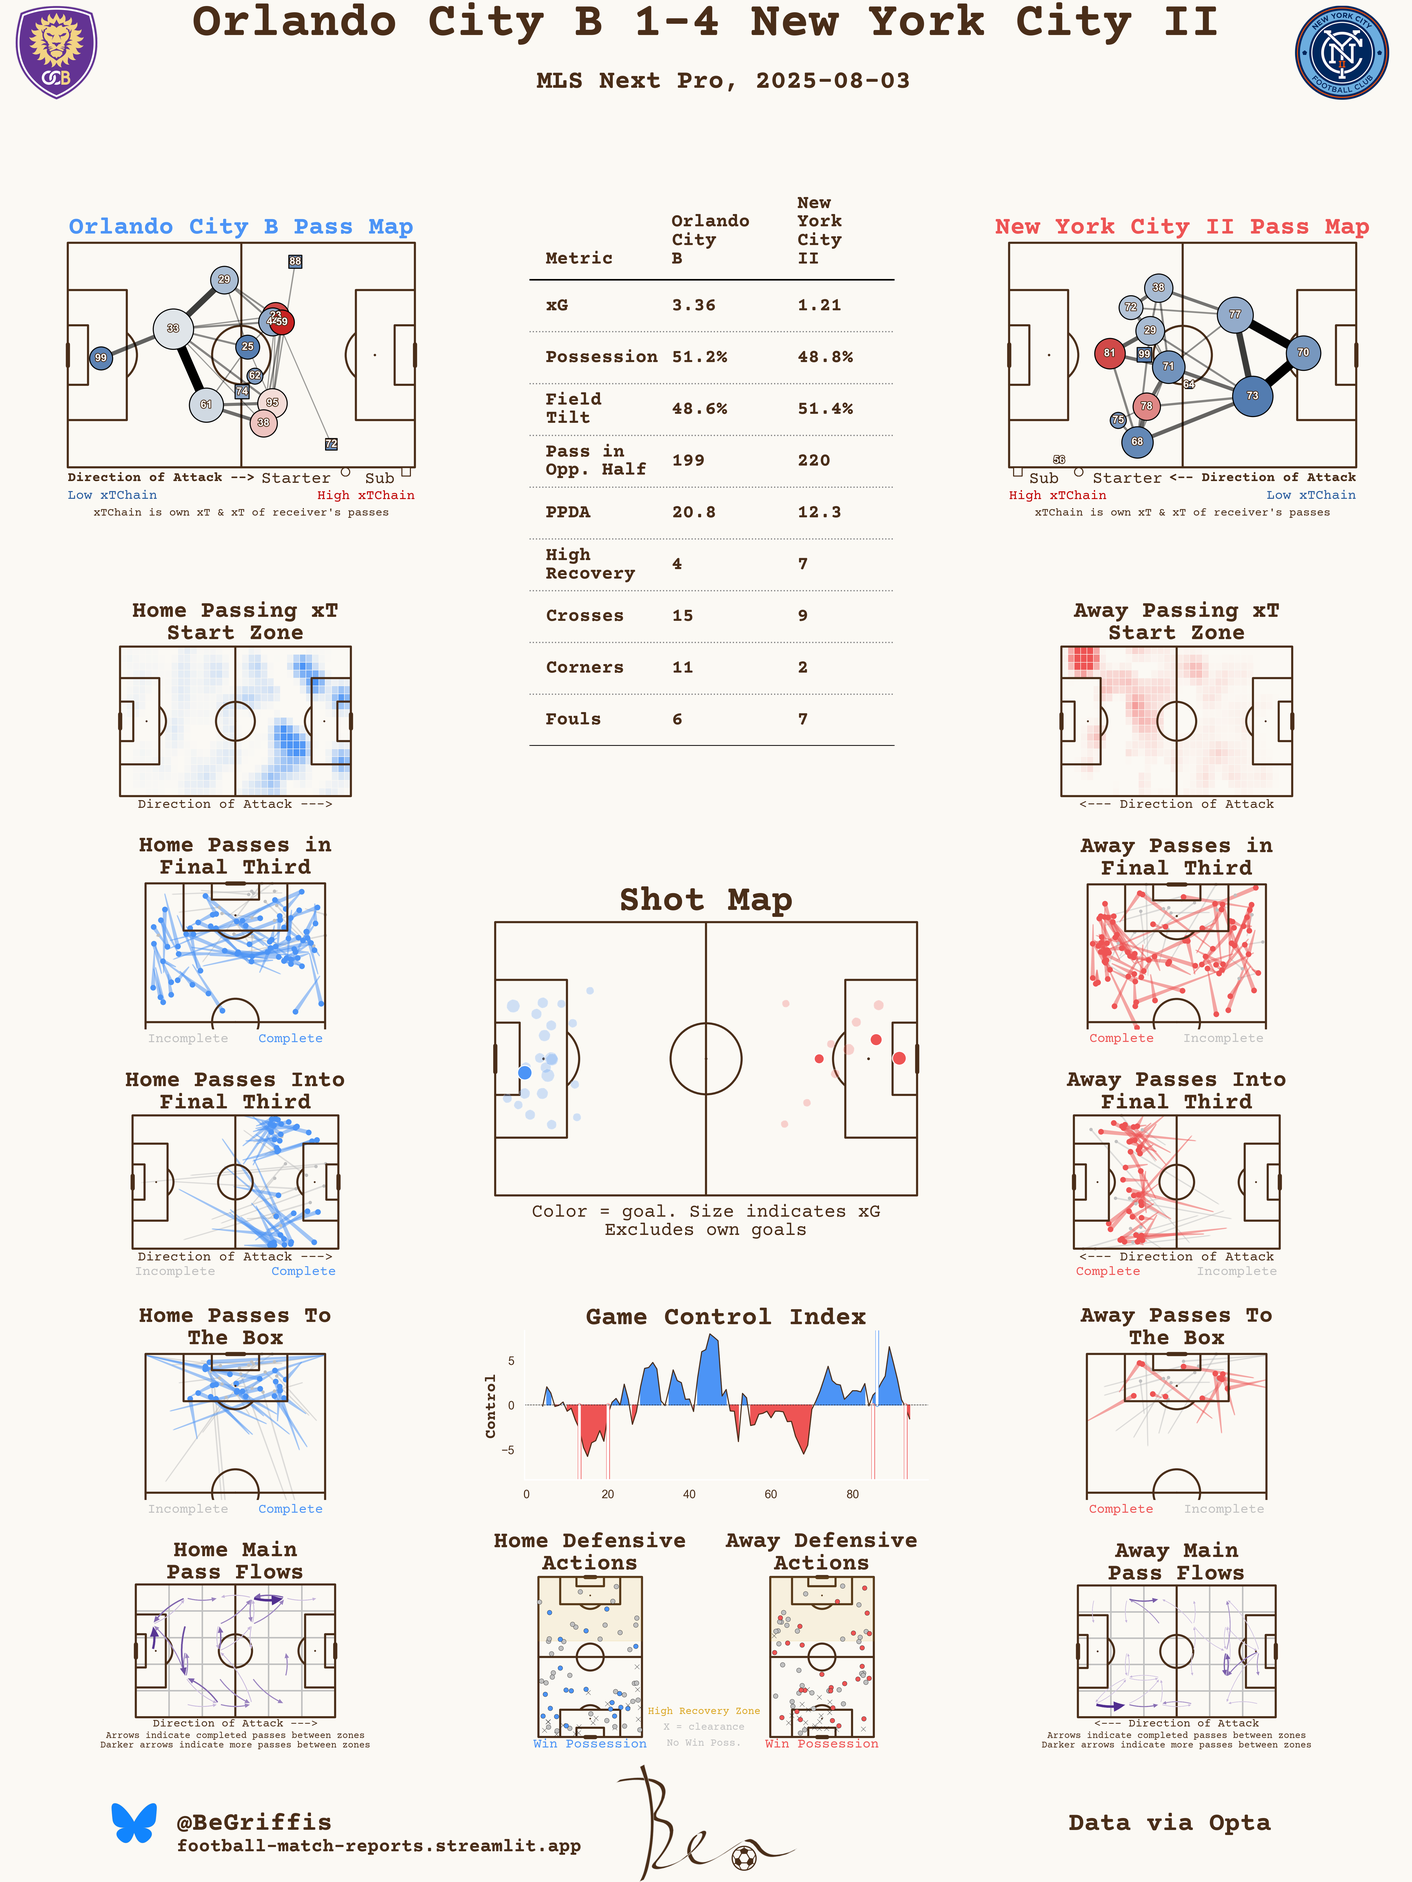 Orlando City B 1-4 New York City II
MLS Next Pro, 2025-08-03
OCB
NEW YORK CITY
NYC
II
FOOTBALL CLUB
Orlando City B Pass Map
88
29
33
59
25
99
62
74
61
95
38
72
Direction of Attack --> Starter Sub
Low xTChain High xTChain
xTChain is own xT & xT of receiver's passes
Metric Orlando City B New York City II
xG 3.36 1.21
Possession 51.2% 48.8%
Field Tilt 48.6% 51.4%
Pass in Opp. Half 199 220
PPDA 20.8 12.3
High Recovery 4 7
Crosses 15 9
Corners 11 2
Fouls 6 7
New York City II Pass Map
38
72
77
29
81
99
70
71
64
73
78
75
68
56
Sub Starter <-- Direction of Attack
High xTChain Low xTChain
xTChain is own xT & xT of receiver's passes
Home Passing xT
Start Zone
Direction of Attack --->
Away Passing xT
Start Zone
<--- Direction of Attack
Home Passes in
Final Third
Incomplete Complete
Away Passes in
Final Third
Complete Incomplete
Shot Map
Color = goal. Size indicates xG
Excludes own goals
Home Passes Into
Final Third
Direction of Attack --->
Incomplete Complete
Away Passes Into
Final Third
<--- Direction of Attack
Complete Incomplete
Home Passes To
The Box
Incomplete Complete
Game Control Index
Control
5
0
−5
0 20 40 60 80
Away Passes To
The Box
Complete Incomplete
Home Main
Pass Flows
Direction of Attack --->
Arrows indicate completed passes between zones
Darker arrows indicate more passes between zones
Home Defensive
Actions
Win Possession
High Recovery Zone
X = clearance
No Win Poss.
Away Defensive
Actions
Win Possession
Away Main
Pass Flows
<--- Direction of Attack
Arrows indicate completed passes between zones
Darker arrows indicate more passes between zones
@BeGriffis
football-match-reports.streamlit.app
Ben
Data via Opta